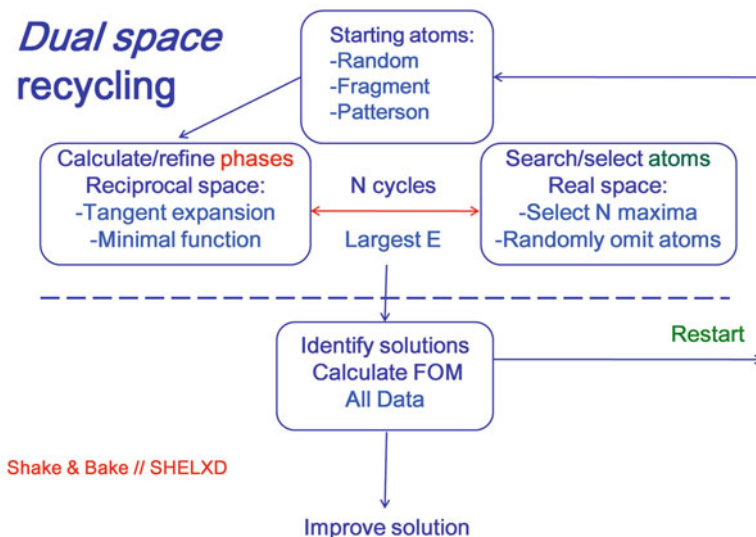 Dual space
recycling
Starting atoms:
-Random
-Fragment
-Patterson
Calculate/refine phases
Reciprocal space:
-Tangent expansion
-Minimal function
N cycles
Largest E
Search/select atoms
Real space:
-Select N maxima
-Randomly omit atoms
Identify solutions
Calculate FOM
All Data
Restart
Shake & Bake // SHELXD
Improve solution